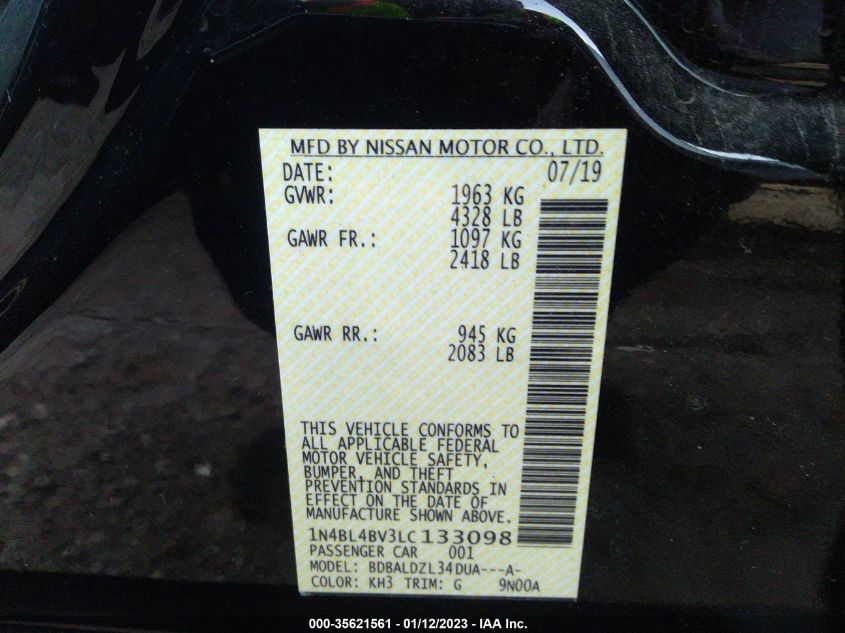 MFD BY NISSAN MOTOR CO., LTD.
DATE: 07/19
GVWR: 1963 KG
4328 LB
GAWR FR.: 1097 KG
2418 LB
GAWR RR.: 945 KG
2083 LB
THIS VEHICLE CONFORMS TO
ALL APPLICABLE FEDERAL
MOTOR VEHICLE SAFETY,
BUMPER, AND THEFT
PREVENTION STANDARDS IN
EFFECT ON THE DATE OF
MANUFACTURE SHOWN ABOVE.
1N4BL4BV3LC133098
PASSENGER CAR 001
MODEL: BDBALDZL34DUA---A-
COLOR: KH3 TRIM: G 9N00A
000-35621561 - 01/12/2023 - IAA Inc.